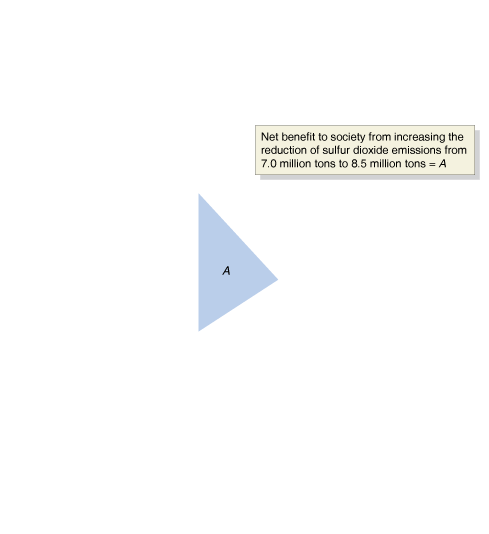 Net benefit to society from increasing the
reduction of sulfur dioxide emissions from
7.0 million tons to 8.5 million tons = A
A